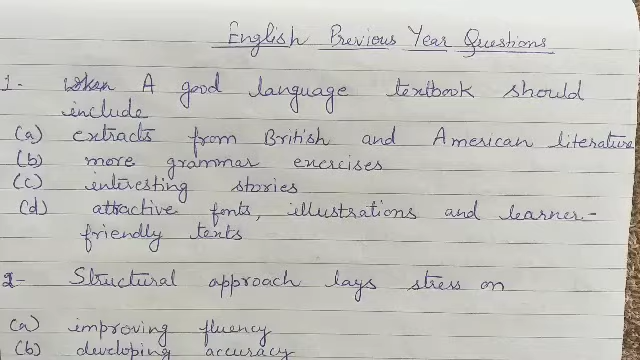 English Previous Year Questions
1. A good language textbook should
include
(a) extracts from British and American literature
(b) more grammar exercises
(c) interesting stories
(d) attractive fonts, illustrations and learner-
friendly texts
2- Structural approach lays stress on
(a) improving fluency
(b) developing accuracy